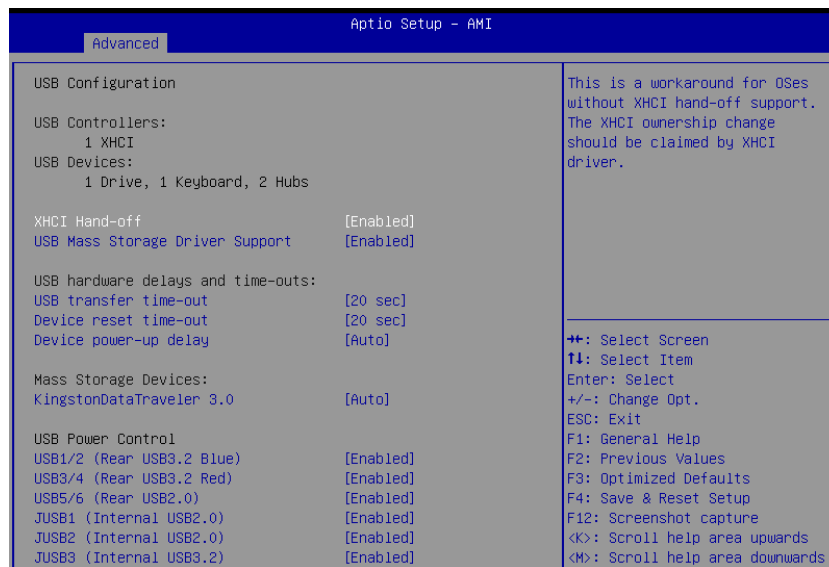 Aptio Setup – AMI
Advanced
USB Configuration
USB Controllers:
1 XHCI
USB Devices:
1 Drive, 1 Keyboard, 2 Hubs
XHCI Hand-off [Enabled]
USB Mass Storage Driver Support [Enabled]
USB hardware delays and time-outs:
USB transfer time-out [20 sec]
Device reset time-out [20 sec]
Device power-up delay [Auto]
Mass Storage Devices:
KingstonDataTraveler 3.0 [Auto]
USB Power Control
USB1/2 (Rear USB3.2 Blue) [Enabled]
USB3/4 (Rear USB3.2 Red) [Enabled]
USB5/6 (Rear USB2.0) [Enabled]
JUSB1 (Internal USB2.0) [Enabled]
JUSB2 (Internal USB2.0) [Enabled]
JUSB3 (Internal USB3.2) [Enabled]
This is a workaround for OSes
without XHCI hand-off support.
The XHCI ownership change
should be claimed by XHCI
driver.
→←: Select Screen
↑↓: Select Item
Enter: Select
+/-: Change Opt.
ESC: Exit
F1: General Help
F2: Previous Values
F3: Optimized Defaults
F4: Save & Reset Setup
F12: Screenshot capture
<K>: Scroll help area upwards
<M>: Scroll help area downwards